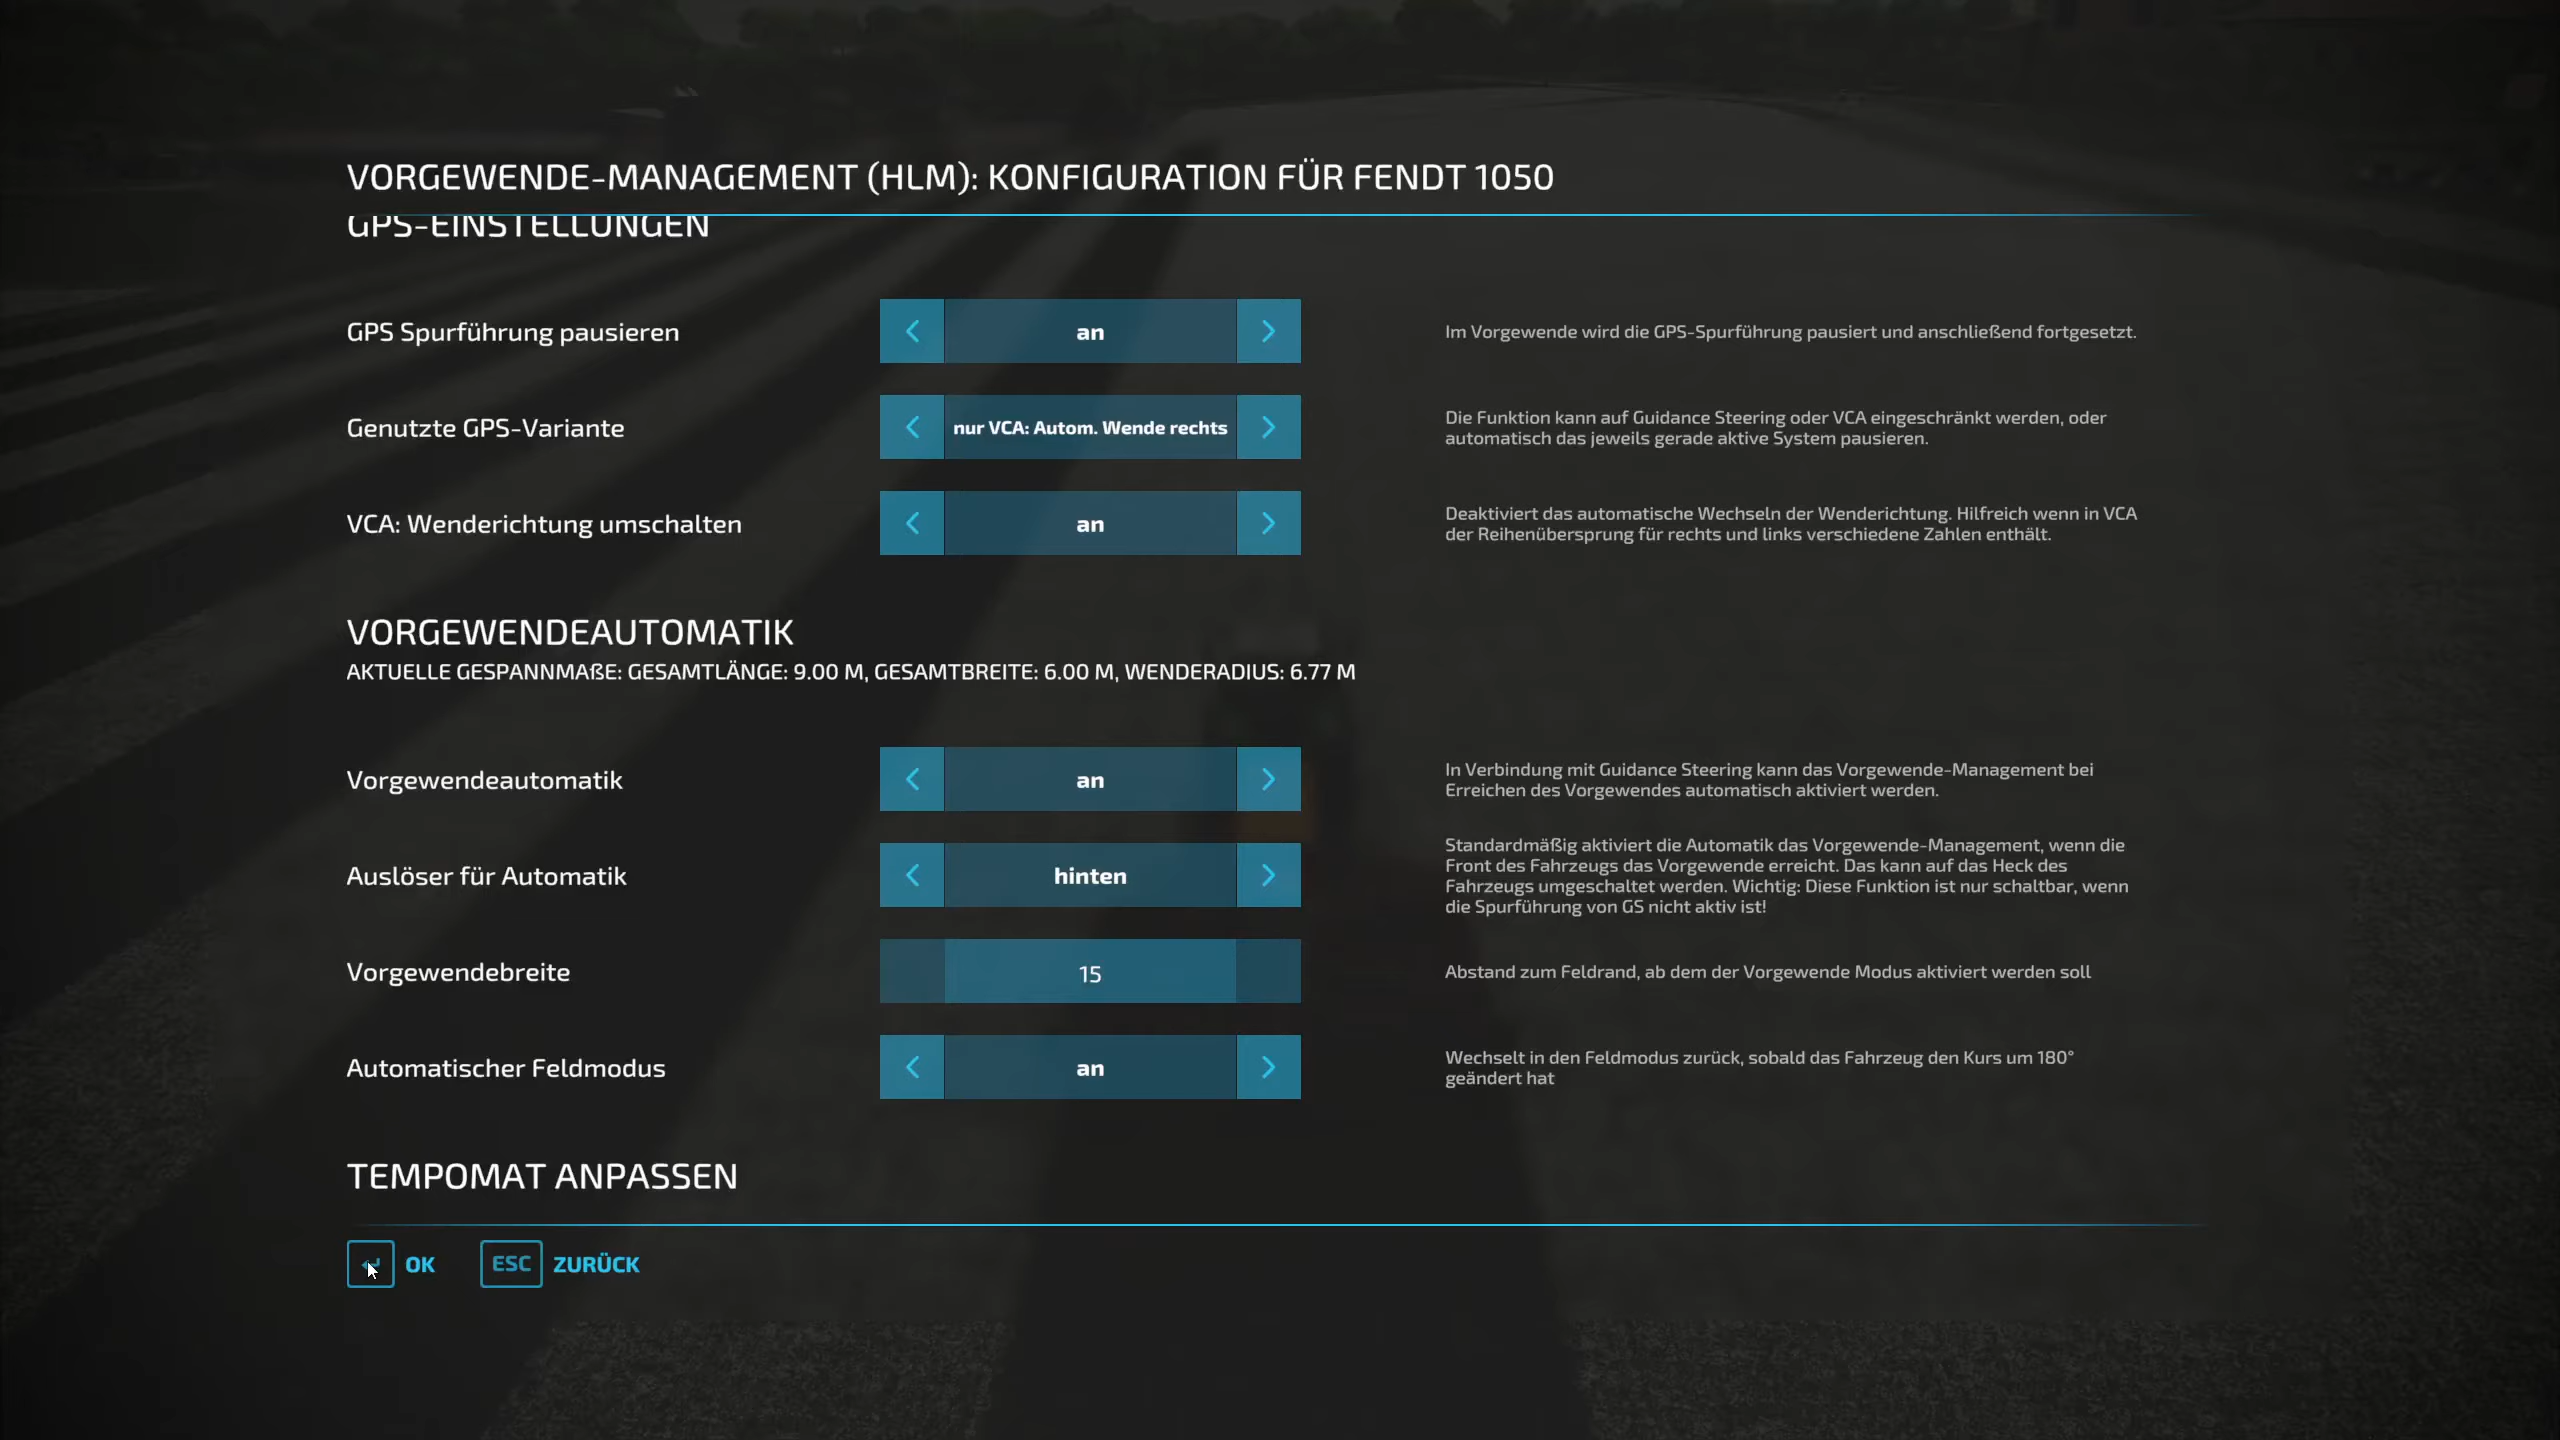 VORGEWENDE-MANAGEMENT (HLM): KONFIGURATION FÜR FENDT 1050
GPS-EINSTELLUNGEN
GPS Spurführung pausieren
an
Im Vorgewende wird die GPS-Spurführung pausiert und anschließend fortgesetzt.
Genutzte GPS-Variante
nur VCA: Autom. Wende rechts
Die Funktion kann auf Guidance Steering oder VCA eingeschränkt werden, oder
automatisch das jeweils gerade aktive System pausieren.
VCA: Wenderichtung umschalten
an
Deaktiviert das automatische Wechseln der Wenderichtung. Hilfreich wenn in VCA
der Reihenübersprung für rechts und links verschiedene Zahlen enthält.
VORGEWENDEAUTOMATIK
AKTUELLE GESPANNMAßE: GESAMTLÄNGE: 9.00 M, GESAMTBREITE: 6.00 M, WENDERADIUS: 6.77 M
Vorgewendeautomatik
an
In Verbindung mit Guidance Steering kann das Vorgewende-Management bei
Erreichen des Vorgewendes automatisch aktiviert werden.
Auslöser für Automatik
hinten
Standardmäßig aktiviert die Automatik das Vorgewende-Management, wenn die
Front des Fahrzeugs das Vorgewende erreicht. Das kann auf das Heck des
Fahrzeugs umgeschaltet werden. Wichtig: Diese Funktion ist nur schaltbar, wenn
die Spurführung von GS nicht aktiv ist!
Vorgewendebreite
15
Abstand zum Feldrand, ab dem der Vorgewende Modus aktiviert werden soll
Automatischer Feldmodus
an
Wechselt in den Feldmodus zurück, sobald das Fahrzeug den Kurs um 180°
geändert hat
TEMPOMAT ANPASSEN
OK
ESC ZURÜCK